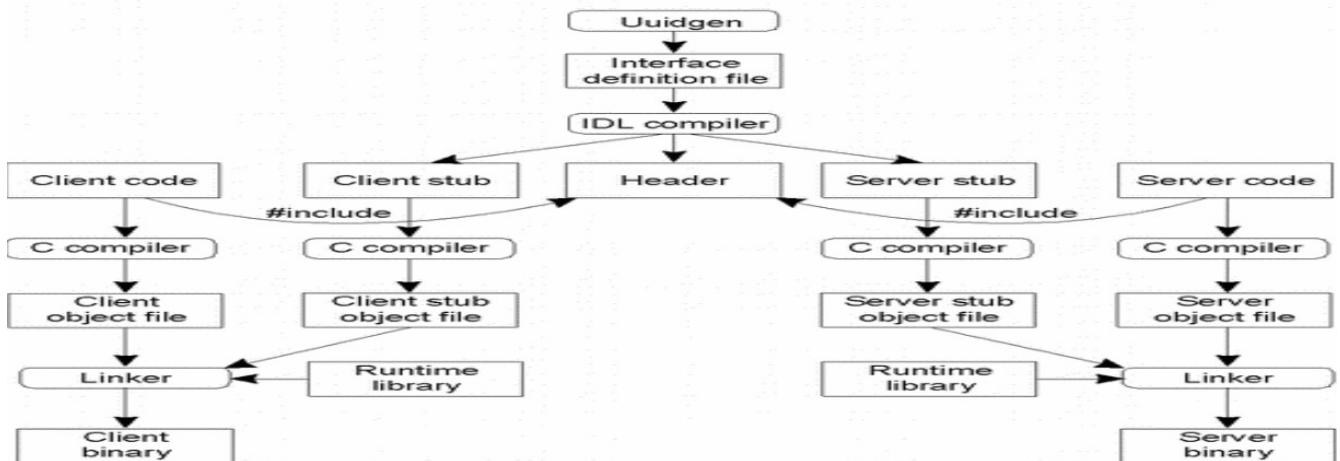 Uuidgen
Interface
definition file
IDL compiler
Client code
Client stub
Header
Server stub
Server code
#include
#include
C compiler
C compiler
C compiler
C compiler
Client
object file
Client stub
object file
Server stub
object file
Server
object file
Linker
Runtime
library
Runtime
library
Linker
Client
binary
Server
binary